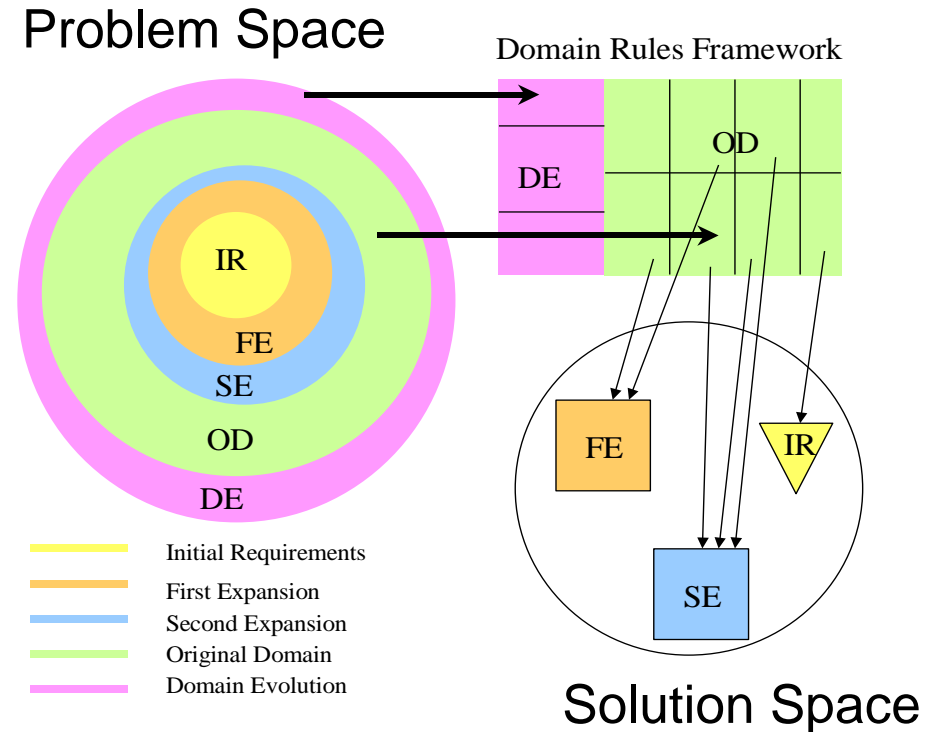 Problem Space
Domain Rules Framework
OD
DE
IR
FE
SE
OD
DE
FE
IR
SE
Initial Requirements
First Expansion
Second Expansion
Original Domain
Domain Evolution
Solution Space